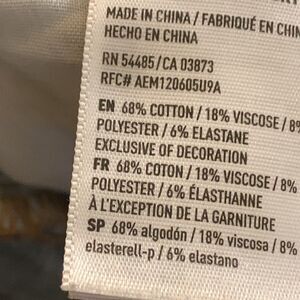 MADE IN CHINA / FABRIQUÉ EN CHIN
HECHO EN CHINA
RN 54485/CA 03873
RFC# AEM120605U9A
EN 68% COTTON / 18% VISCOSE / 8%
POLYESTER / 6% ELASTANE
EXCLUSIVE OF DECORATION
FR 68% COTON / 18% VISCOSE / 8%
POLYESTER / 6% ÉLASTHANNE
À L'EXCEPTION DE LA GARNITURE
SP 68% algodón / 18% viscosa / 8%
elasterell-p / 6% elastano